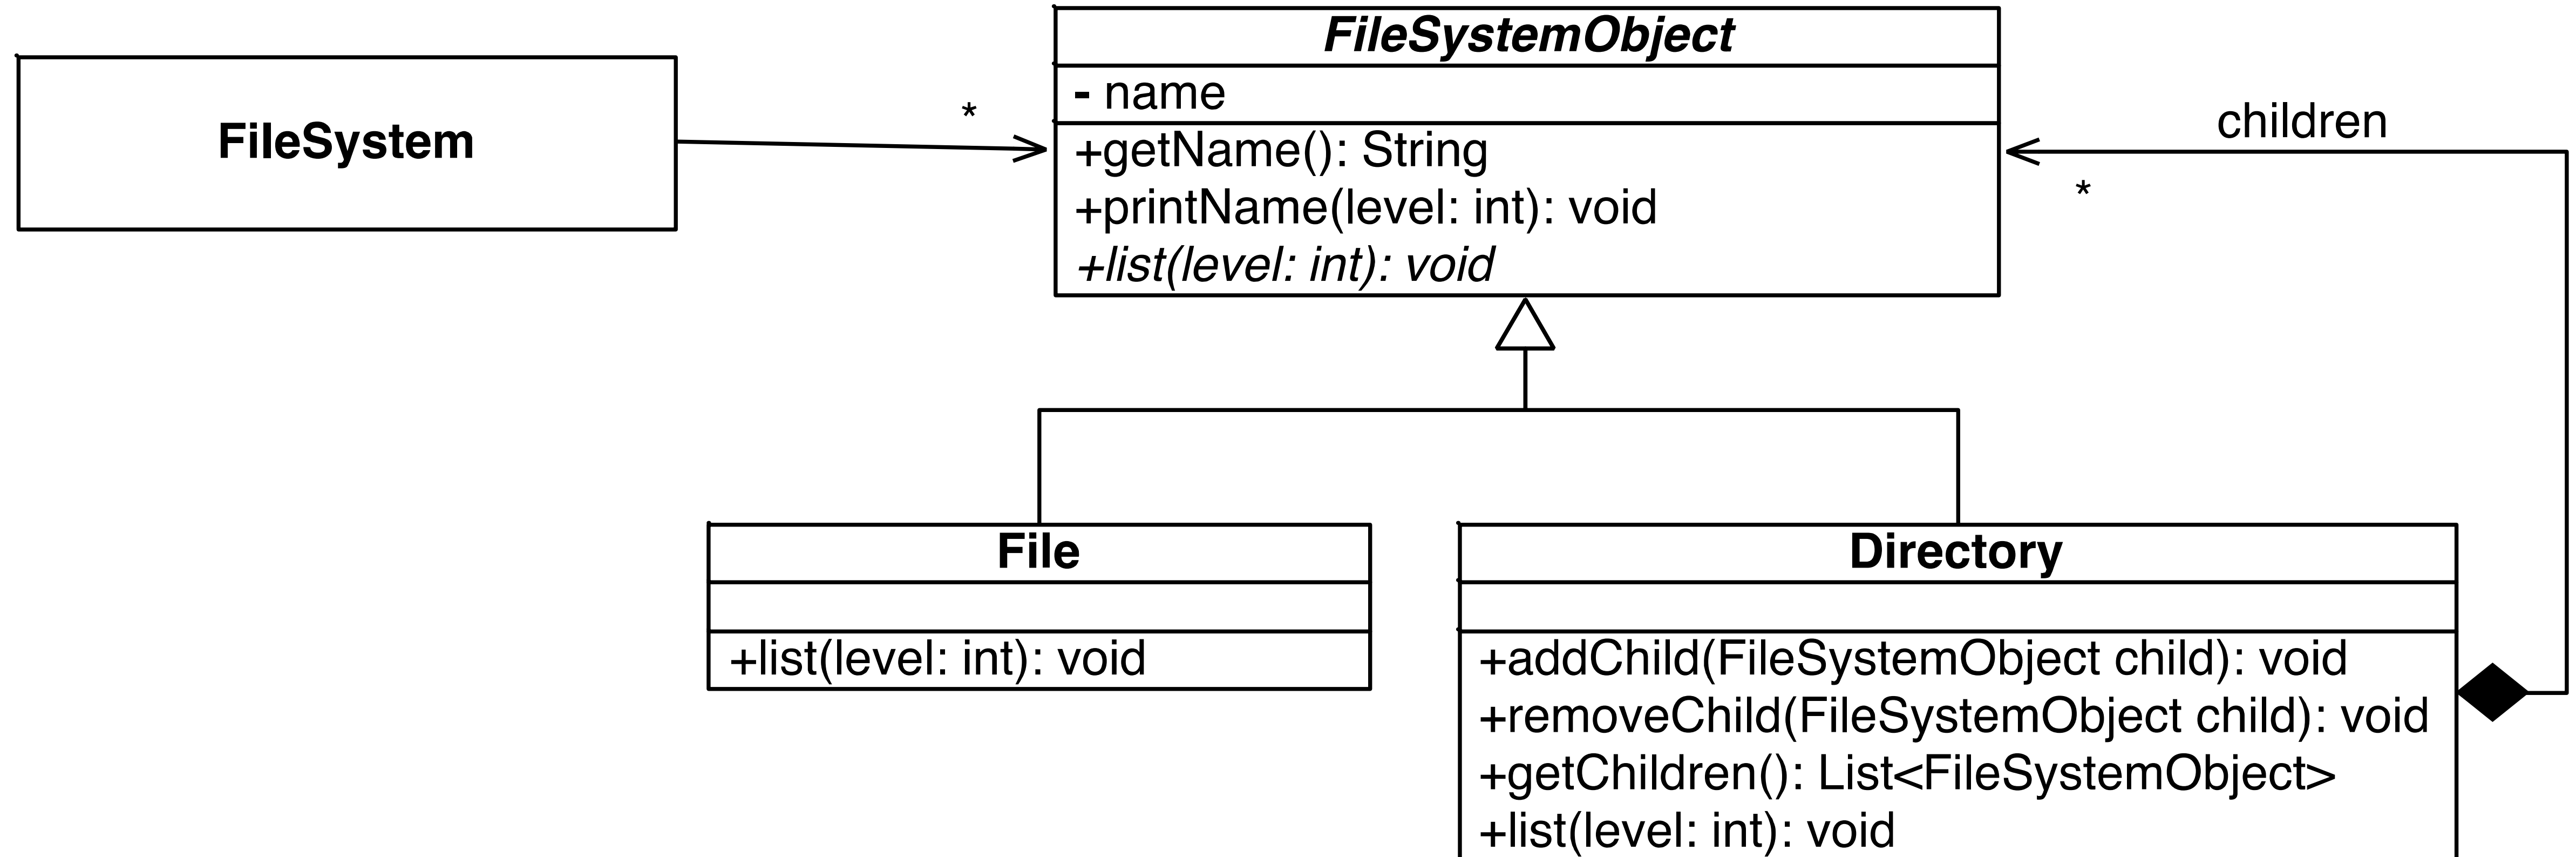 FileSystem
*
FileSystemObject
- name
+getName(): String
+printName(level: int): void
+list(level: int): void
children
*
File
+list(level: int): void
Directory
+addChild(FileSystemObject child): void
+removeChild(FileSystemObject child): void
+getChildren(): List<FileSystemObject>
+list(level: int): void